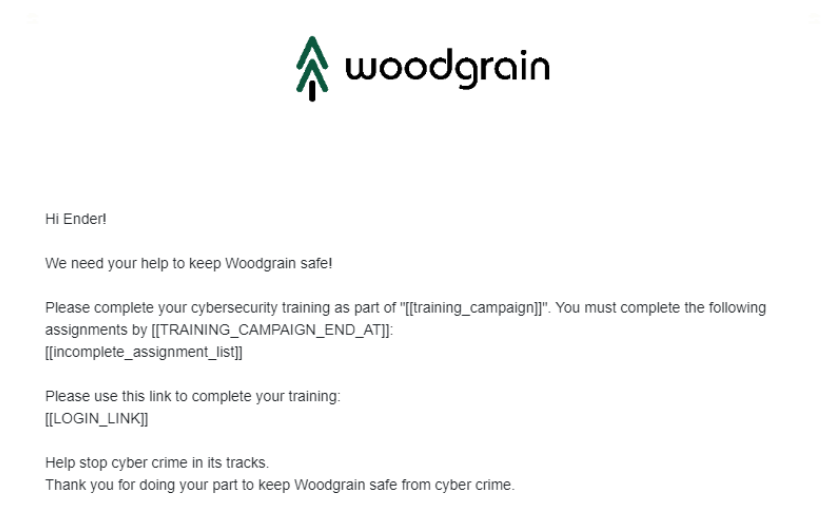 woodgrain
Hi Ender!
We need your help to keep Woodgrain safe!
Please complete your cybersecurity training as part of "[[training_campaign]]". You must complete the following
assignments by [[TRAINING_CAMPAIGN_END_AT]]:
[[incomplete_assignment_list]]
Please use this link to complete your training:
[[LOGIN_LINK]]
Help stop cyber crime in its tracks.
Thank you for doing your part to keep Woodgrain safe from cyber crime.